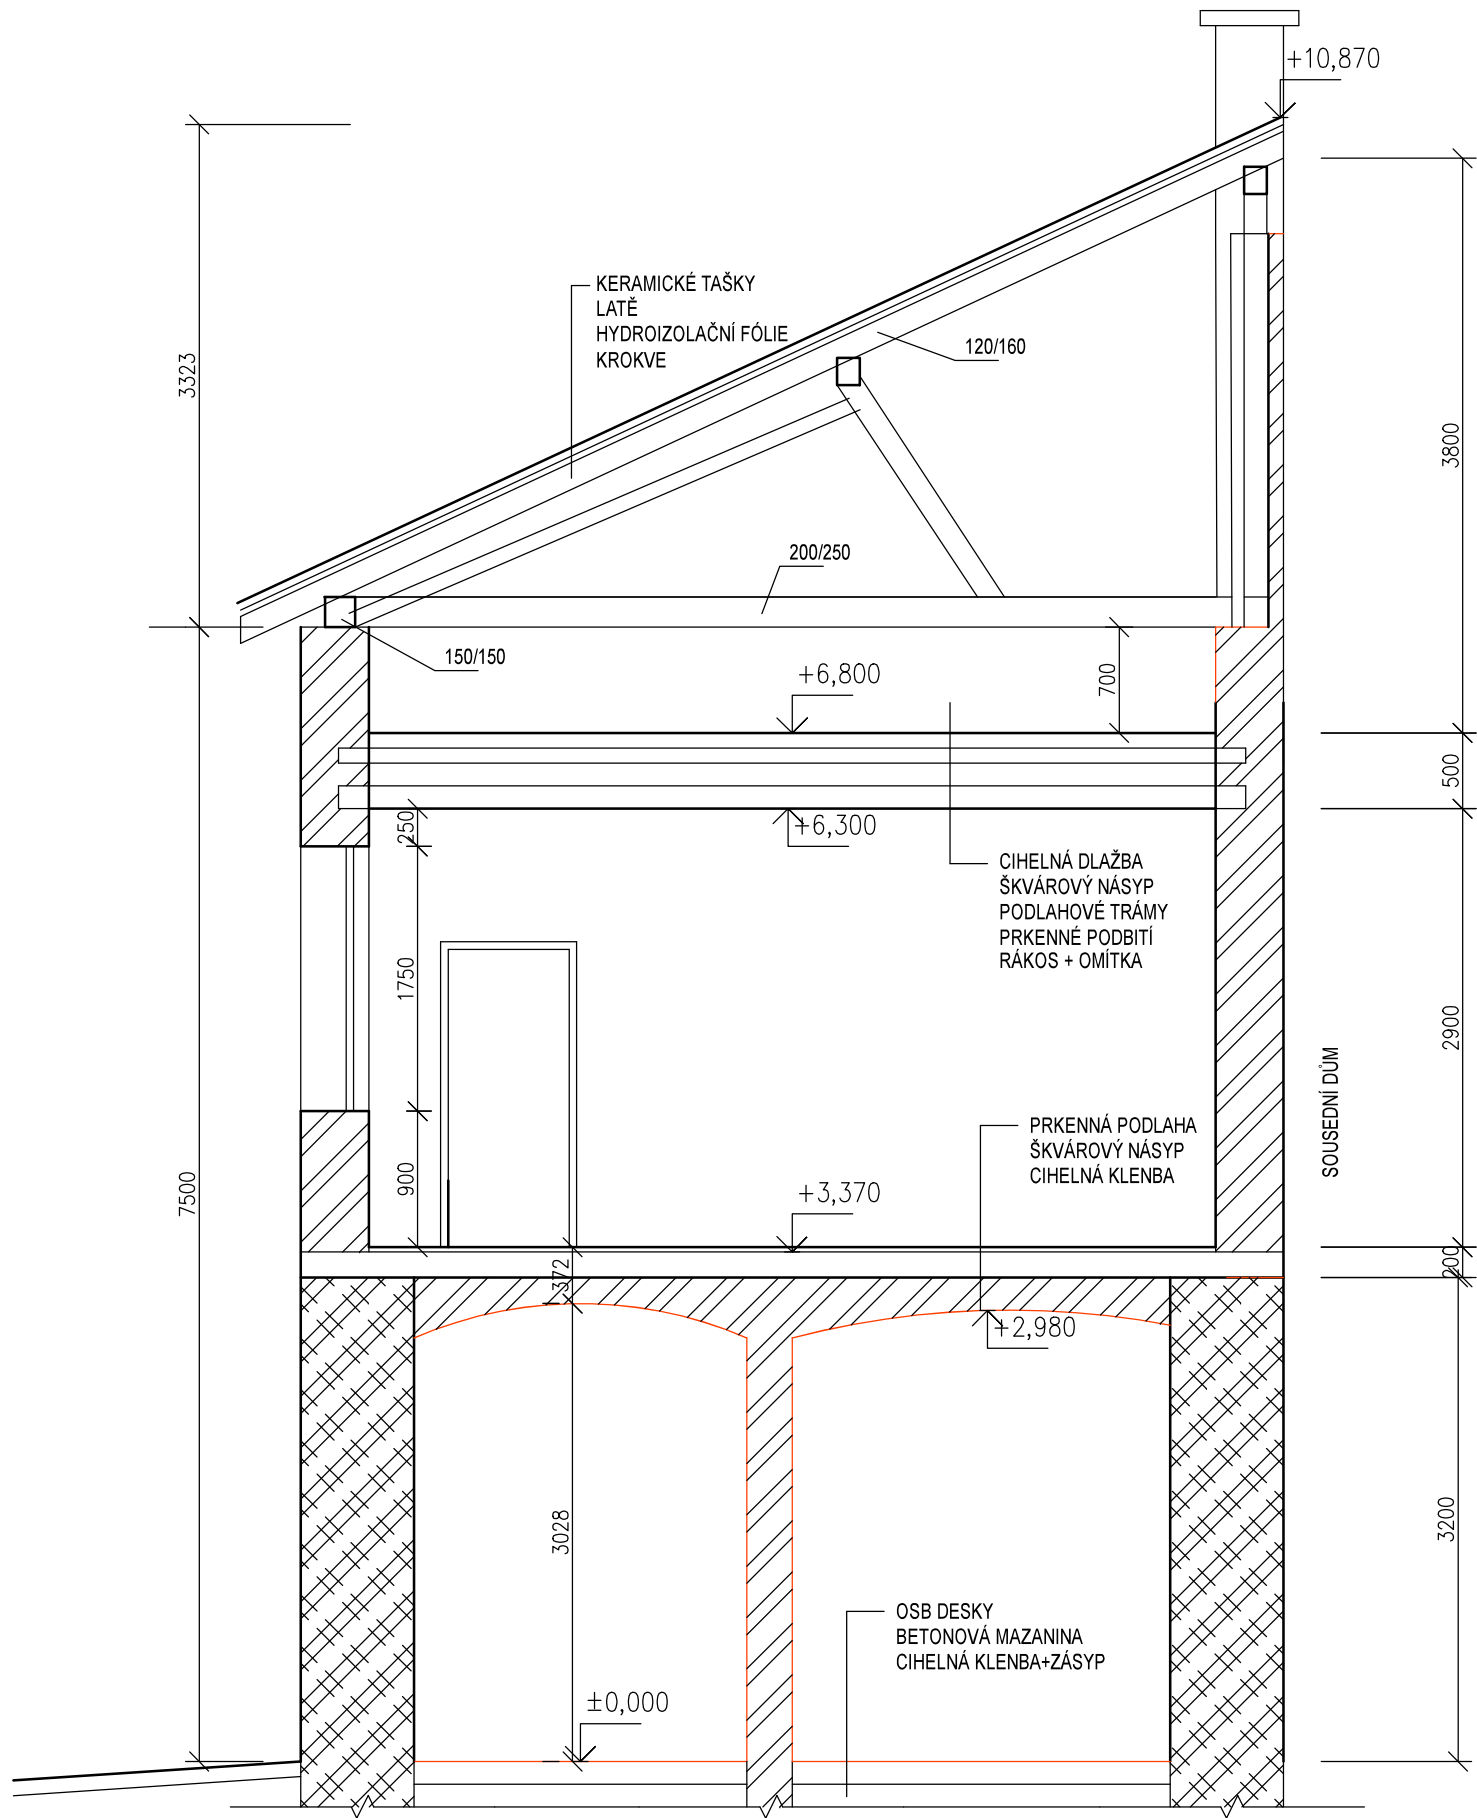 +10,870
KERAMICKÉ TAŠKY
LATĚ
HYDROIZOLAČNÍ FÓLIE
KROKVE
120/160
3323
3800
200/250
150/150
+6,800
700
500
250
+6,300
CIHELNÁ DLAŽBA
ŠKVÁROVÝ NÁSYP
PODLAHOVÉ TRÁMY
PRKENNÉ PODBITÍ
RÁKOS + OMÍTKA
1750
2900
SOUSEDNÍ DŮM
PRKENNÁ PODLAHA
ŠKVÁROVÝ NÁSYP
CIHELNÁ KLENBA
900
7500
+3,370
372
200
+2,980
3028
3200
OSB DESKY
BETONOVÁ MAZANINA
CIHELNÁ KLENBA+ZÁSYP
±0,000